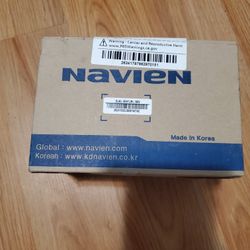 Warning : Cancer and Reproductive Harm
www.P65Warnings.ca.gov
NAVIEN
Made in Korea
Global : www.navien.com
Korean : www.kdnavien.co.kr